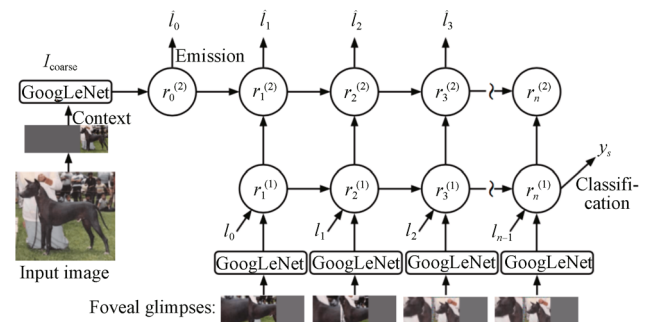 l̂₀ l̂₁ l̂₂ l̂₃
Emission
I_coarse
GoogLeNet
r₀⁽²⁾ r₁⁽²⁾ r₂⁽²⁾ r₃⁽²⁾ rₙ⁽²⁾
Context
yₛ
r₁⁽¹⁾ r₂⁽¹⁾ r₃⁽¹⁾ rₙ⁽¹⁾
Classifi-
cation
l₀ l₁ l₂ lₙ₋₁
GoogLeNet GoogLeNet GoogLeNet GoogLeNet
Input image
Foveal glimpses: